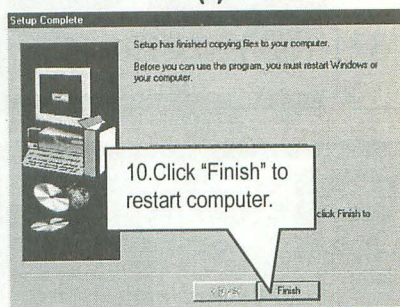 Setup Complete
Setup has finished copying files to your computer.
Before you can use the program, you must restart Windows or
your computer.
10.Click "Finish" to
restart computer.
click Finish to
Finish